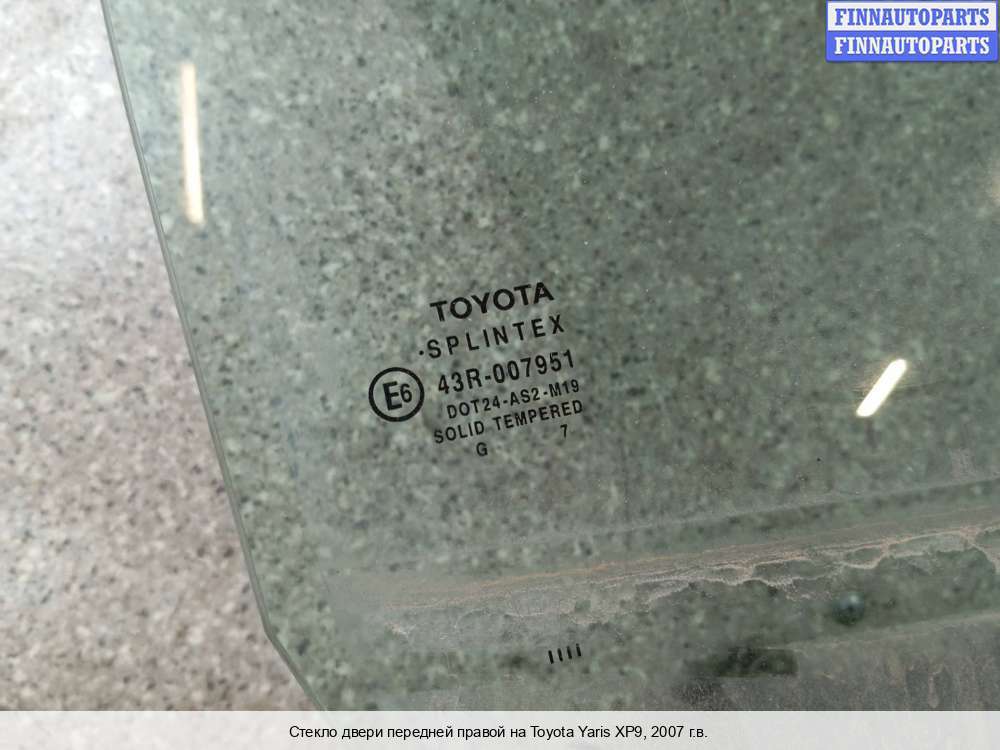 FINNAUTOPARTS
FINNAUTOPARTS
TOYOTA
·SPLINTEX
E6 43R-007951
DOT24-AS2-M19
SOLID TEMPERED
G 7
IIII
Стекло двери передней правой на Toyota Yaris XP9, 2007 г.в.